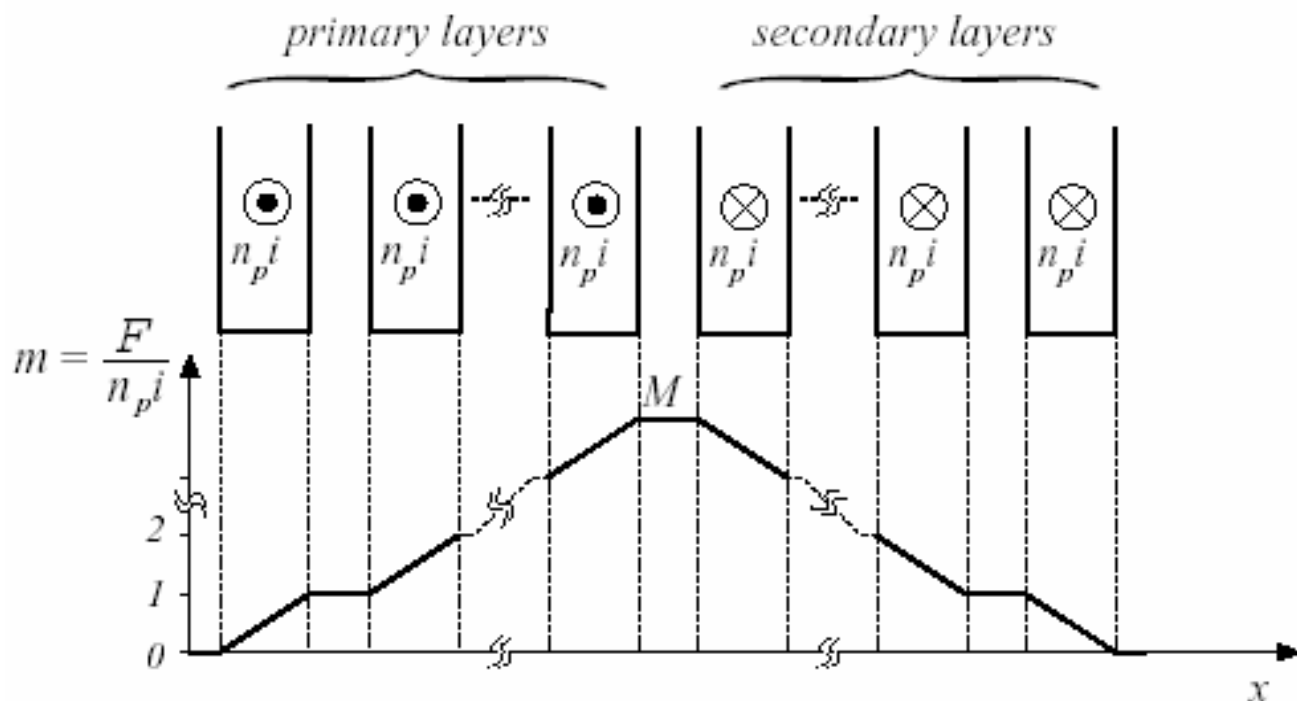 primary layers secondary layers
n_p i n_p i n_p i n_p i n_p i n_p i
m = F / n_p i
M
2
1
0
x